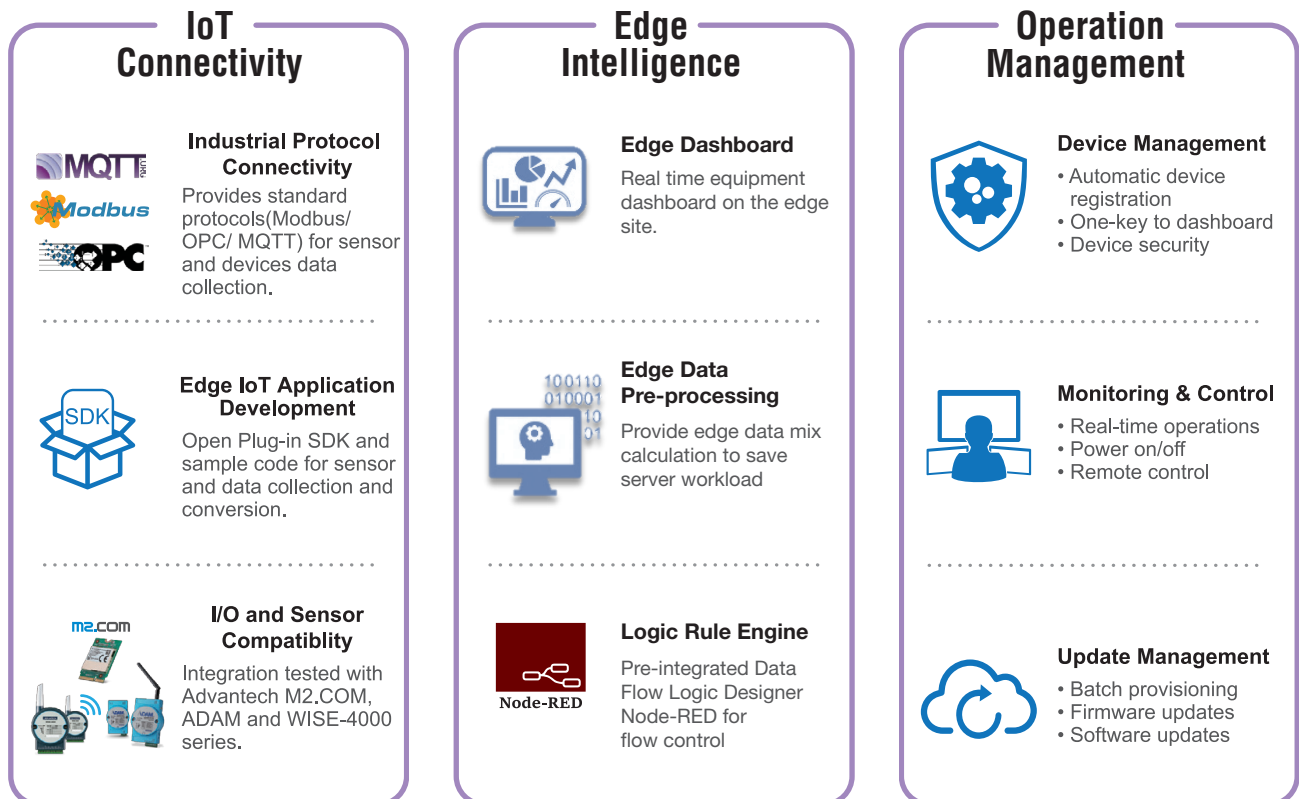 IoT
Connectivity
MQTT
.ORG
Modbus
OPC
Industrial Protocol
Connectivity
Provides standard
protocols(Modbus/
OPC/ MQTT) for sensor
and devices data
collection.
SDK
Edge IoT Application
Development
Open Plug-in SDK and
sample code for sensor
and data collection and
conversion.
m2.com
I/O and Sensor
Compatiblity
Integration tested with
Advantech M2.COM,
ADAM and WISE-4000
series.
Edge
Intelligence
Edge Dashboard
Real time equipment
dashboard on the edge
site.
100110
010001
10
01
Edge Data
Pre-processing
Provide edge data mix
calculation to save
server workload
Node-RED
Logic Rule Engine
Pre-integrated Data
Flow Logic Designer
Node-RED for
flow control
Operation
Management
Device Management
• Automatic device
registration
• One-key to dashboard
• Device security
Monitoring & Control
• Real-time operations
• Power on/off
• Remote control
Update Management
• Batch provisioning
• Firmware updates
• Software updates